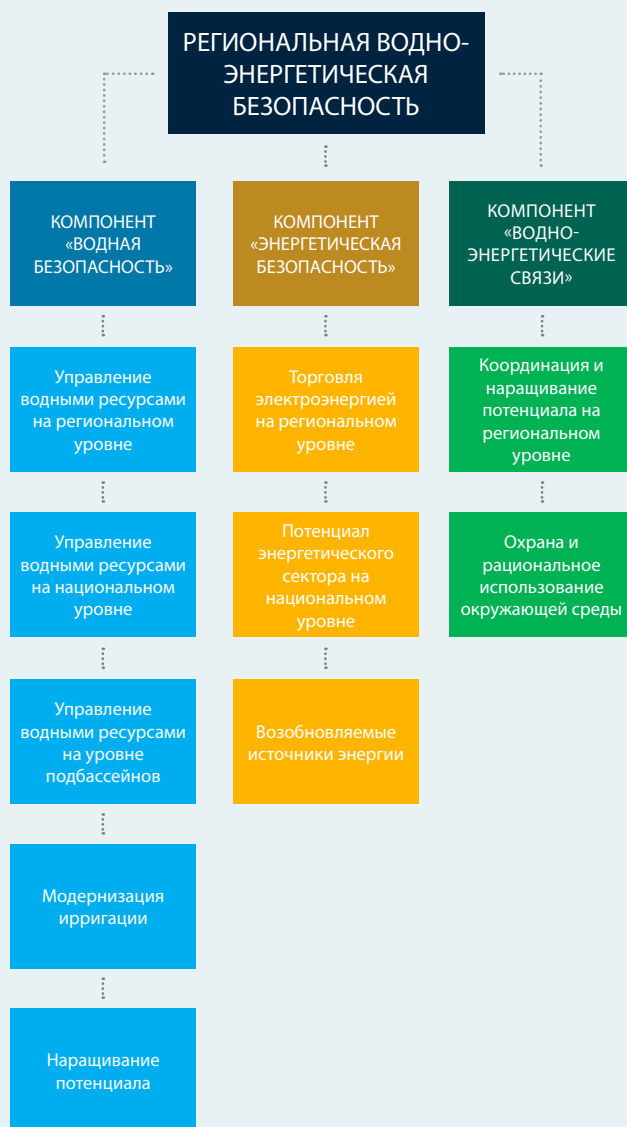 РЕГИОНАЛЬНАЯ ВОДНО-
ЭНЕРГЕТИЧЕСКАЯ
БЕЗОПАСНОСТЬ
КОМПОНЕНТ
«ВОДНАЯ
БЕЗОПАСНОСТЬ»
Управление
водными ресурсами
на региональном
уровне
Управление
водными ресурсами
на национальном
уровне
Управление
водными ресурсами
на уровне
подбассейнов
Модернизация
ирригации
Наращивание
потенциала
КОМПОНЕНТ
«ЭНЕРГЕТИЧЕСКАЯ
БЕЗОПАСНОСТЬ»
Торговля
электроэнергией
на региональном
уровне
Потенциал
энергетического
сектора на
национальном
уровне
Возобновляемые
источники энергии
КОМПОНЕНТ
«ВОДНО-
ЭНЕРГЕТИЧЕСКИЕ
СВЯЗИ»
Координация и
наращивание
потенциала на
региональном
уровне
Охрана и
рациональное
использование
окружающей среды